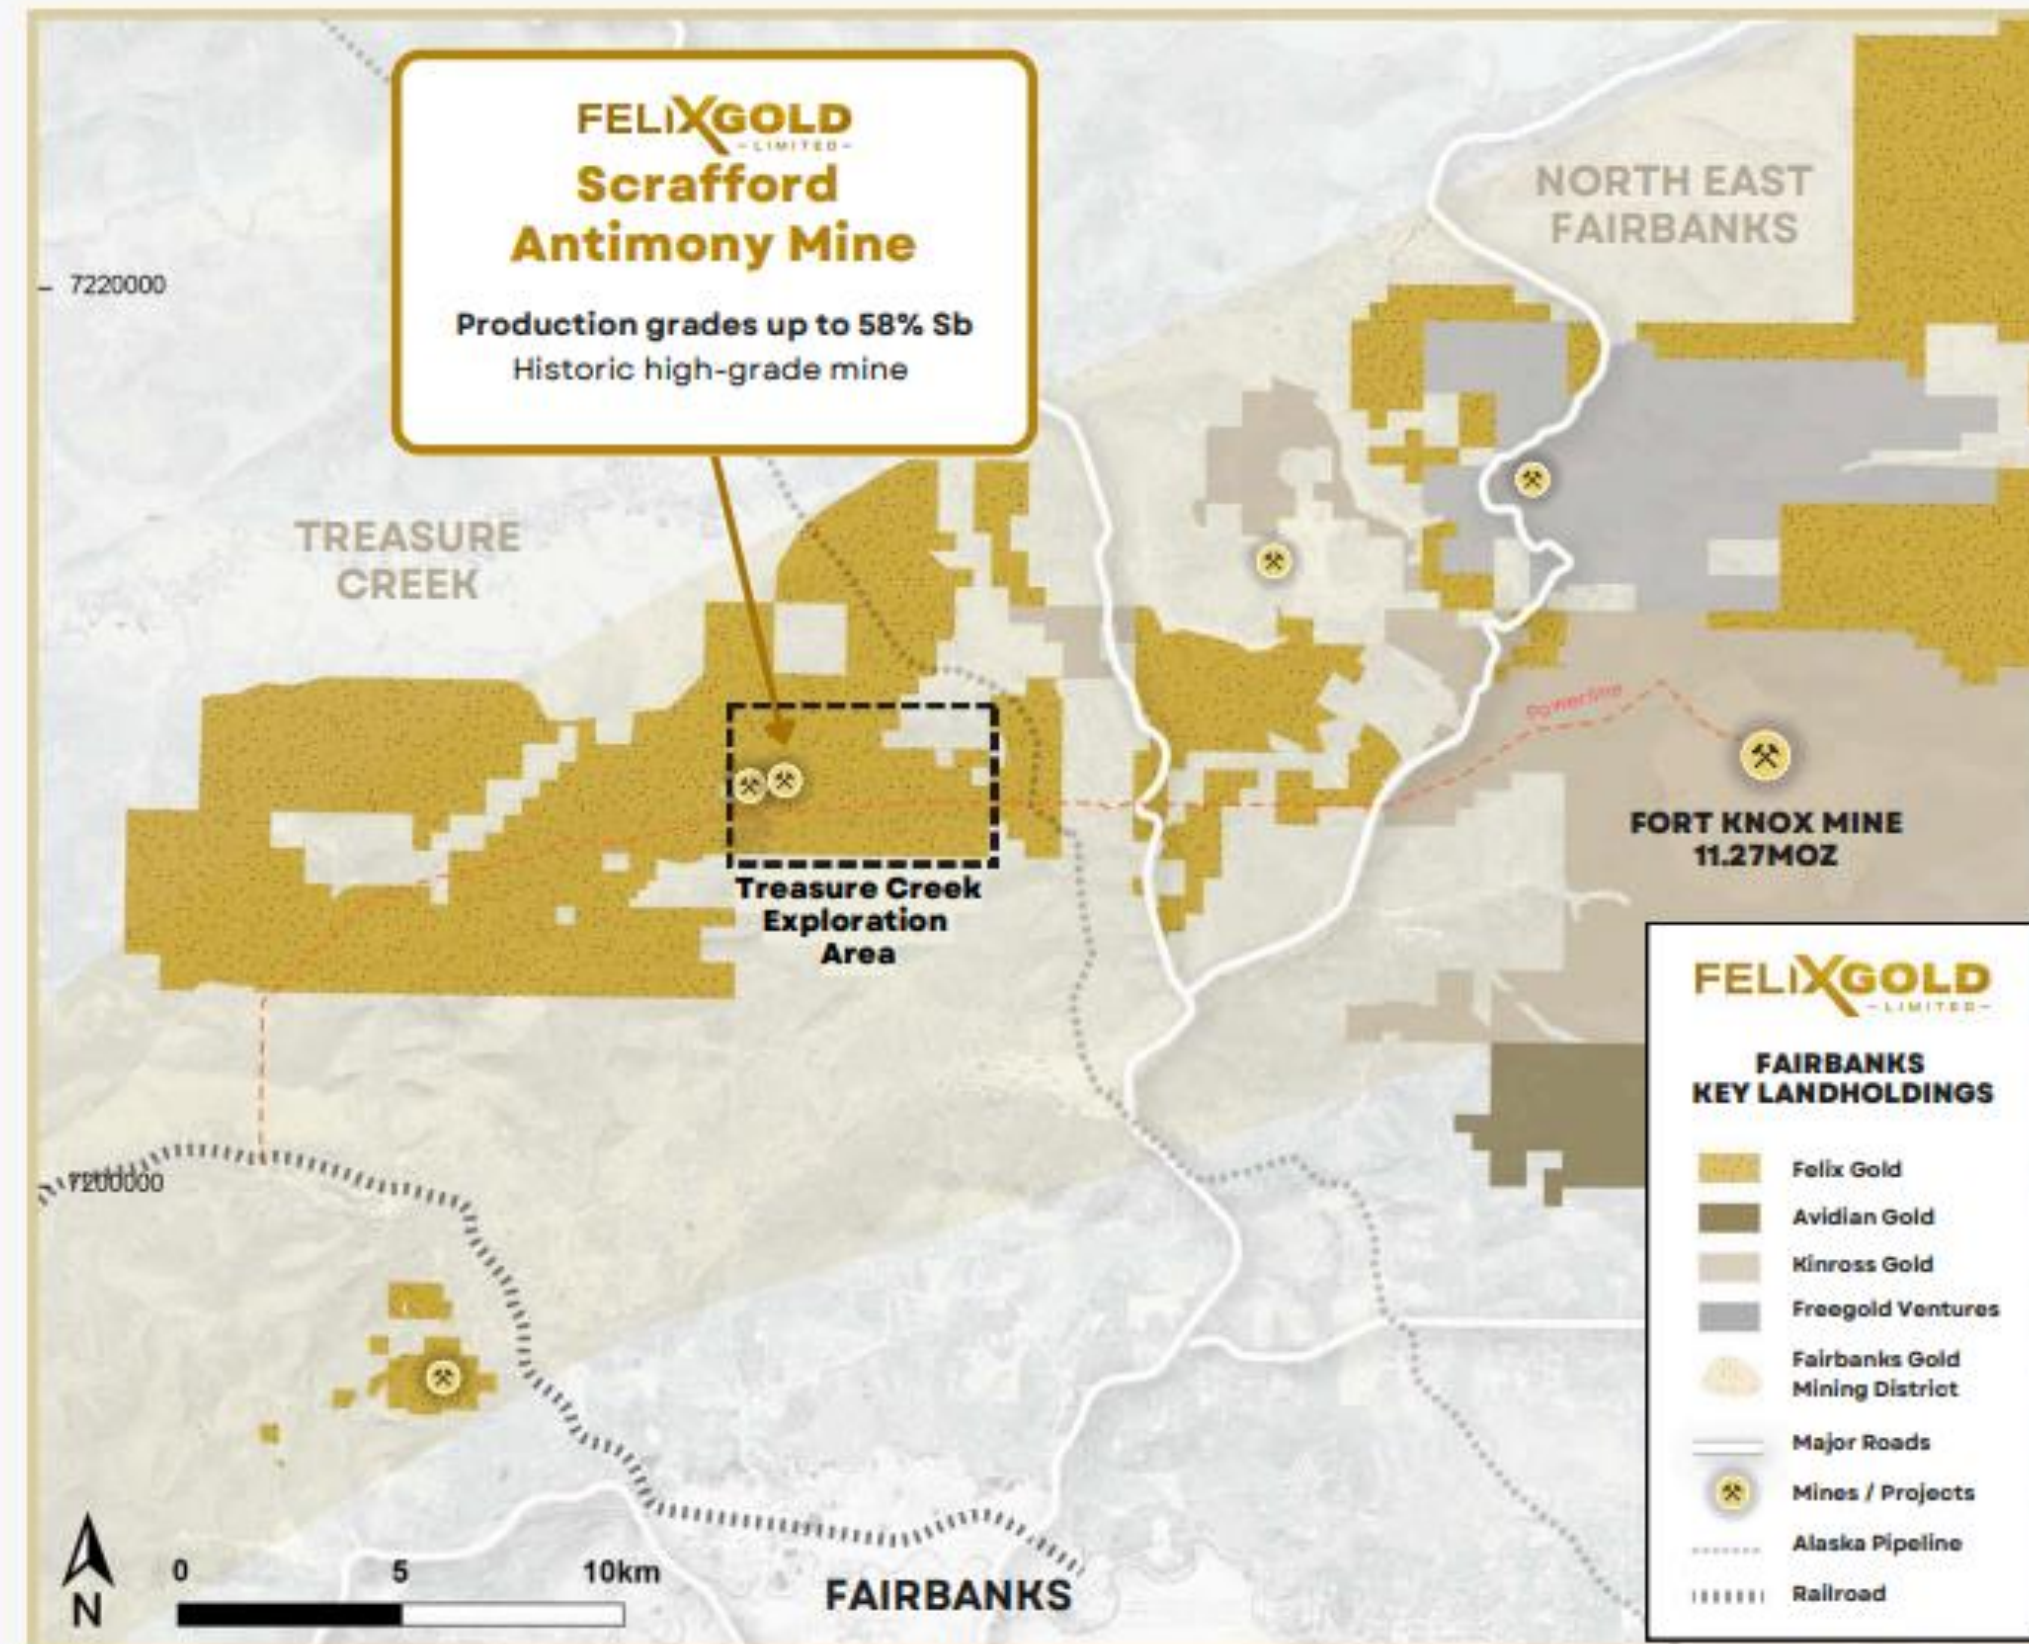 FELIXGOLD
-LIMITED-
Scrafford
Antimony Mine
Production grades up to 58% Sb
Historic high-grade mine
NORTH EAST
FAIRBANKS
7220000
TREASURE
CREEK
Powerline
FORT KNOX MINE
11.27MOZ
Treasure Creek
Exploration
Area
7200000
FELIXGOLD
-LIMITED-
FAIRBANKS
KEY LANDHOLDINGS
Felix Gold
Avidian Gold
Kinross Gold
Freegold Ventures
Fairbanks Gold
Mining District
Major Roads
Mines / Projects
Alaska Pipeline
Railroad
0 5 10km
N
FAIRBANKS